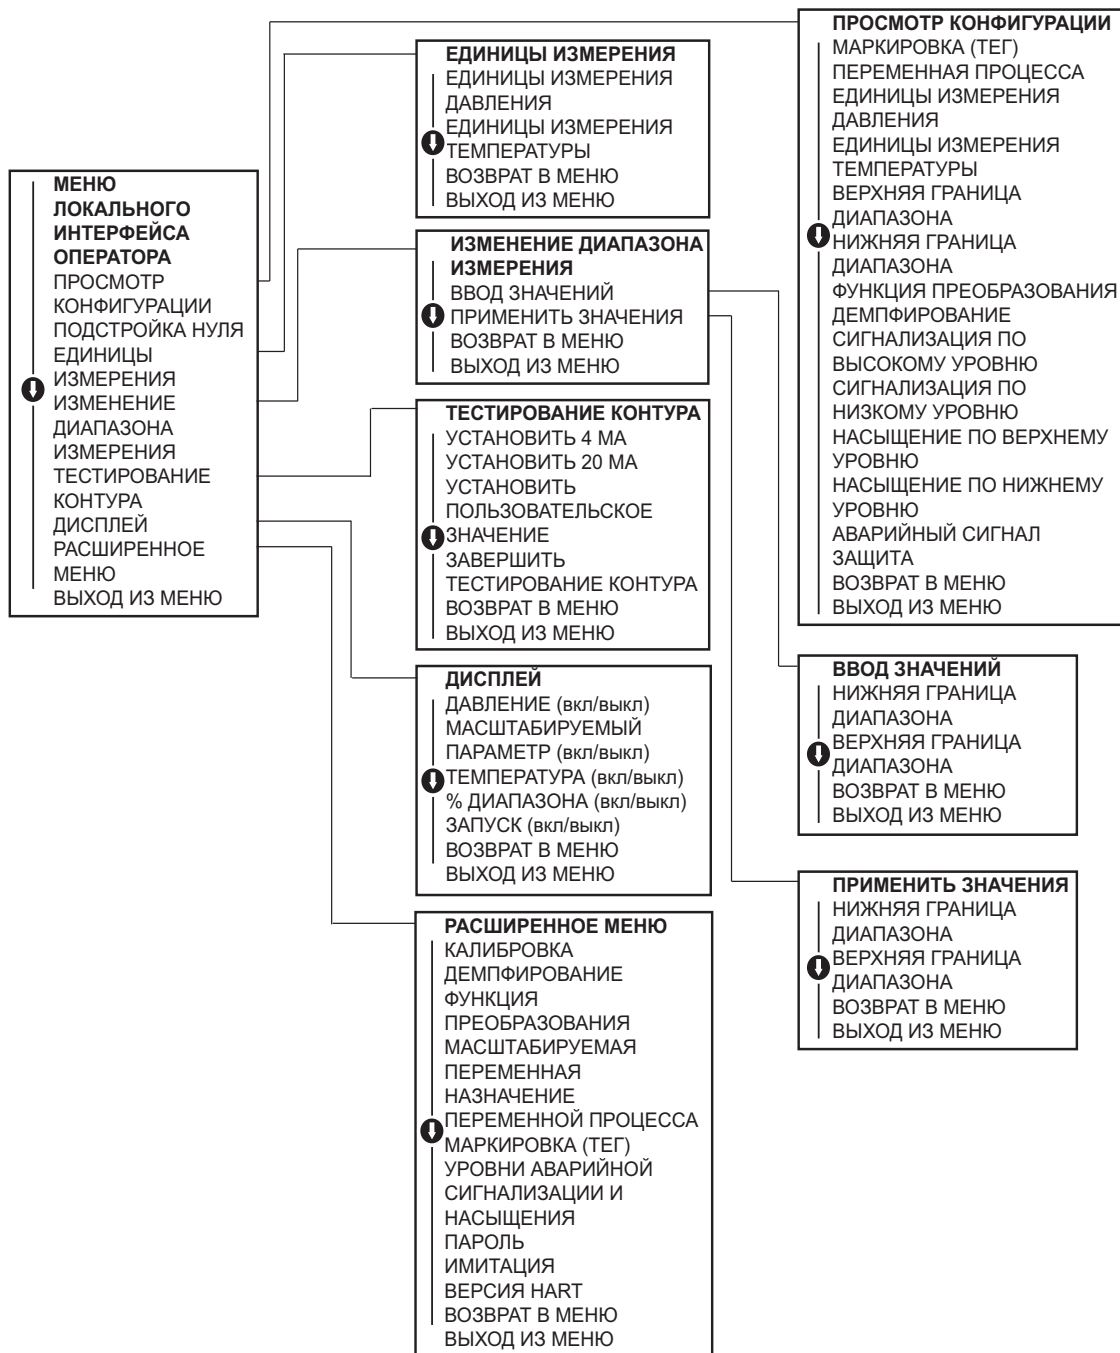 МЕНЮ
ЛОКАЛЬНОГО
ИНТЕРФЕЙСА
ОПЕРАТОРА
ПРОСМОТР
КОНФИГУРАЦИИ
ПОДСТРОЙКА НУЛЯ
ЕДИНИЦЫ
ИЗМЕРЕНИЯ
ИЗМЕНЕНИЕ
ДИАПАЗОНА
ИЗМЕРЕНИЯ
ТЕСТИРОВАНИЕ
КОНТУРА
ДИСПЛЕЙ
РАСШИРЕННОЕ
МЕНЮ
ВЫХОД ИЗ МЕНЮ
ЕДИНИЦЫ ИЗМЕРЕНИЯ
ЕДИНИЦЫ ИЗМЕРЕНИЯ
ДАВЛЕНИЯ
ЕДИНИЦЫ ИЗМЕРЕНИЯ
ТЕМПЕРАТУРЫ
ВОЗВРАТ В МЕНЮ
ВЫХОД ИЗ МЕНЮ
ИЗМЕНЕНИЕ ДИАПАЗОНА
ИЗМЕРЕНИЯ
ВВОД ЗНАЧЕНИЙ
ПРИМЕНИТЬ ЗНАЧЕНИЯ
ВОЗВРАТ В МЕНЮ
ВЫХОД ИЗ МЕНЮ
ТЕСТИРОВАНИЕ КОНТУРА
УСТАНОВИТЬ 4 МА
УСТАНОВИТЬ 20 МА
УСТАНОВИТЬ
ПОЛЬЗОВАТЕЛЬСКОЕ
ЗНАЧЕНИЕ
ЗАВЕРШИТЬ
ТЕСТИРОВАНИЕ КОНТУРА
ВОЗВРАТ В МЕНЮ
ВЫХОД ИЗ МЕНЮ
ДИСПЛЕЙ
ДАВЛЕНИЕ (вкл/выкл)
МАСШТАБИРУЕМЫЙ
ПАРАМЕТР (вкл/выкл)
ТЕМПЕРАТУРА (вкл/выкл)
% ДИАПАЗОНА (вкл/выкл)
ЗАПУСК (вкл/выкл)
ВОЗВРАТ В МЕНЮ
ВЫХОД ИЗ МЕНЮ
РАСШИРЕННОЕ МЕНЮ
КАЛИБРОВКА
ДЕМПФИРОВАНИЕ
ФУНКЦИЯ
ПРЕОБРАЗОВАНИЯ
МАСШТАБИРУЕМАЯ
ПЕРЕМЕННАЯ
НАЗНАЧЕНИЕ
ПЕРЕМЕННОЙ ПРОЦЕССА
МАРКИРОВКА (ТЕГ)
УРОВНИ АВАРИЙНОЙ
СИГНАЛИЗАЦИИ И
НАСЫЩЕНИЯ
ПАРОЛЬ
ИМИТАЦИЯ
ВЕРСИЯ HART
ВОЗВРАТ В МЕНЮ
ВЫХОД ИЗ МЕНЮ
ПРОСМОТР КОНФИГУРАЦИИ
МАРКИРОВКА (ТЕГ)
ПЕРЕМЕННАЯ ПРОЦЕССА
ЕДИНИЦЫ ИЗМЕРЕНИЯ
ДАВЛЕНИЯ
ЕДИНИЦЫ ИЗМЕРЕНИЯ
ТЕМПЕРАТУРЫ
ВЕРХНЯЯ ГРАНИЦА
ДИАПАЗОНА
НИЖНЯЯ ГРАНИЦА
ДИАПАЗОНА
ФУНКЦИЯ ПРЕОБРАЗОВАНИЯ
ДЕМПФИРОВАНИЕ
СИГНАЛИЗАЦИЯ ПО
ВЫСОКОМУ УРОВНЮ
СИГНАЛИЗАЦИЯ ПО
НИЗКОМУ УРОВНЮ
НАСЫЩЕНИЕ ПО ВЕРХНЕМУ
УРОВНЮ
НАСЫЩЕНИЕ ПО НИЖНЕМУ
УРОВНЮ
АВАРИЙНЫЙ СИГНАЛ
ЗАЩИТА
ВОЗВРАТ В МЕНЮ
ВЫХОД ИЗ МЕНЮ
ВВОД ЗНАЧЕНИЙ
НИЖНЯЯ ГРАНИЦА
ДИАПАЗОНА
ВЕРХНЯЯ ГРАНИЦА
ДИАПАЗОНА
ВОЗВРАТ В МЕНЮ
ВЫХОД ИЗ МЕНЮ
ПРИМЕНИТЬ ЗНАЧЕНИЯ
НИЖНЯЯ ГРАНИЦА
ДИАПАЗОНА
ВЕРХНЯЯ ГРАНИЦА
ДИАПАЗОНА
ВОЗВРАТ В МЕНЮ
ВЫХОД ИЗ МЕНЮ